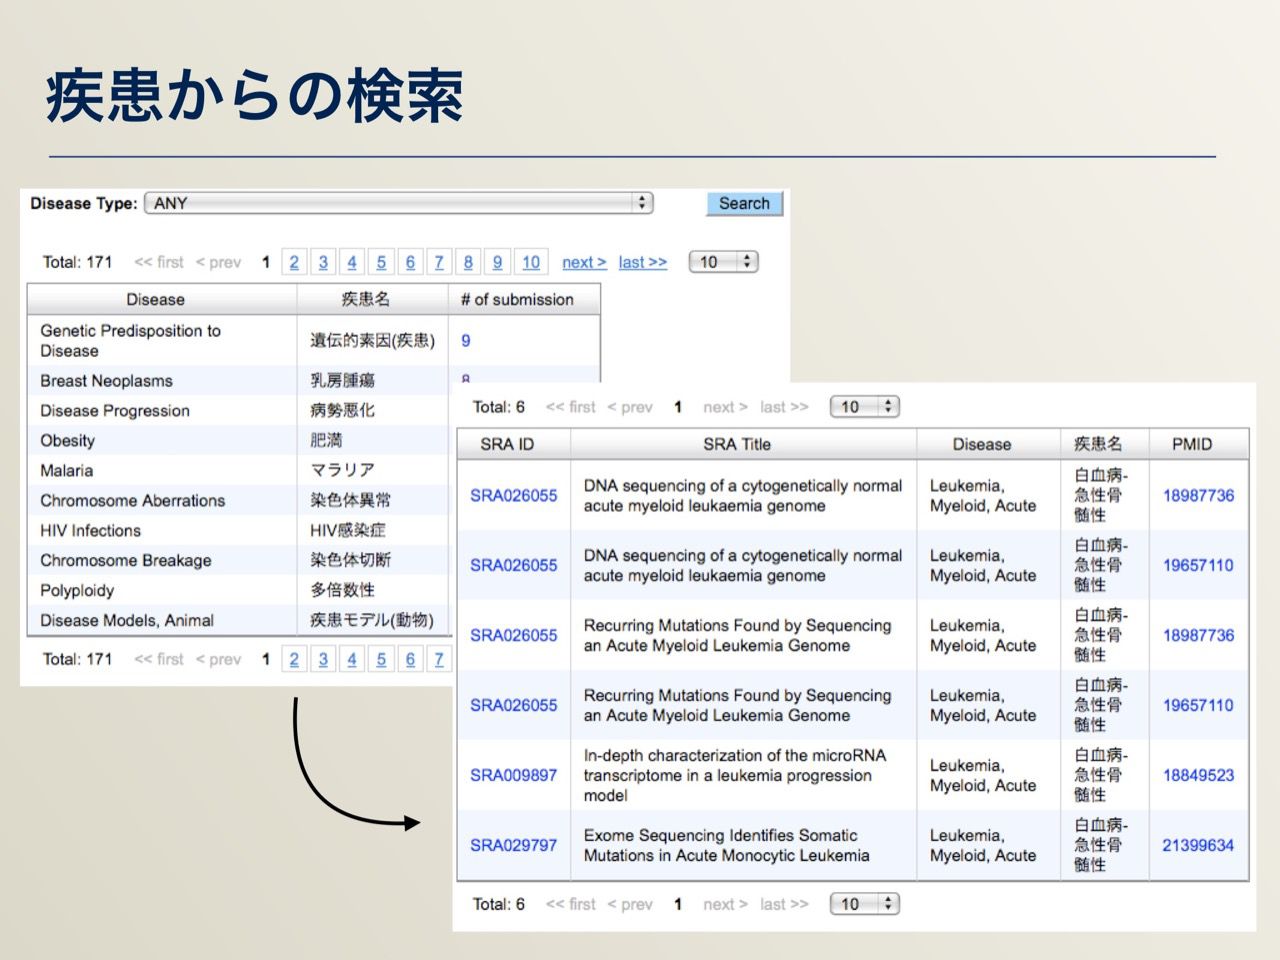 疾患からの検索
Disease Type: ANY Search
Total: 171 << first < prev 1 2 3 4 5 6 7 8 9 10 next > last >> 10
Disease 疾患名 # of submission
Genetic Predisposition to
Disease 遺伝的素因(疾患) 9
Breast Neoplasms 乳房腫瘍 8
Disease Progression 病勢悪化
Obesity 肥満
Malaria マラリア
Chromosome Aberrations 染色体異常
HIV Infections HIV感染症
Chromosome Breakage 染色体切断
Polyploidy 多倍数性
Disease Models, Animal 疾患モデル(動物)
Total: 171 << first < prev 1 2 3 4 5 6 7
Total: 6 << first < prev 1 next > last >> 10
SRA ID SRA Title Disease 疾患名 PMID
SRA026055 DNA sequencing of a cytogenetically normal
acute myeloid leukaemia genome Leukemia,
Myeloid, Acute 白血病-
急性骨
髄性 18987736
SRA026055 DNA sequencing of a cytogenetically normal
acute myeloid leukaemia genome Leukemia,
Myeloid, Acute 白血病-
急性骨
髄性 19657110
SRA026055 Recurring Mutations Found by Sequencing
an Acute Myeloid Leukemia Genome Leukemia,
Myeloid, Acute 白血病-
急性骨
髄性 18987736
SRA026055 Recurring Mutations Found by Sequencing
an Acute Myeloid Leukemia Genome Leukemia,
Myeloid, Acute 白血病-
急性骨
髄性 19657110
SRA009897 In-depth characterization of the microRNA
transcriptome in a leukemia progression
model Leukemia,
Myeloid, Acute 白血病-
急性骨
髄性 18849523
SRA029797 Exome Sequencing Identifies Somatic
Mutations in Acute Monocytic Leukemia Leukemia,
Myeloid, Acute 白血病-
急性骨
髄性 21399634
Total: 6 << first < prev 1 next > last >> 10